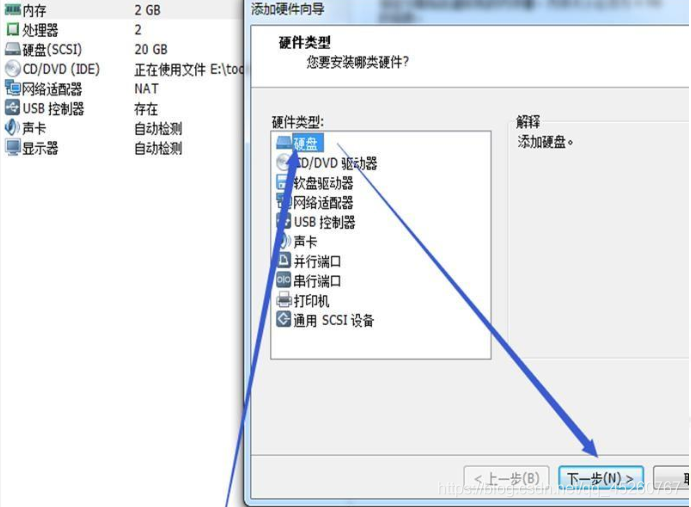 内存 2 GB
处理器 2
硬盘(SCSI) 20 GB
CD/DVD (IDE) 正在使用文件 E:\too
网络适配器 NAT
USB 控制器 存在
声卡 自动检测
显示器 自动检测
添加硬件向导
硬件类型
您要安装哪类硬件?
硬件类型:
硬盘
CD/DVD 驱动器
软盘驱动器
网络适配器
USB 控制器
声卡
并行端口
串行端口
打印机
通用 SCSI 设备
解释
添加硬盘。
< 上一步(B)
下一步(N) >